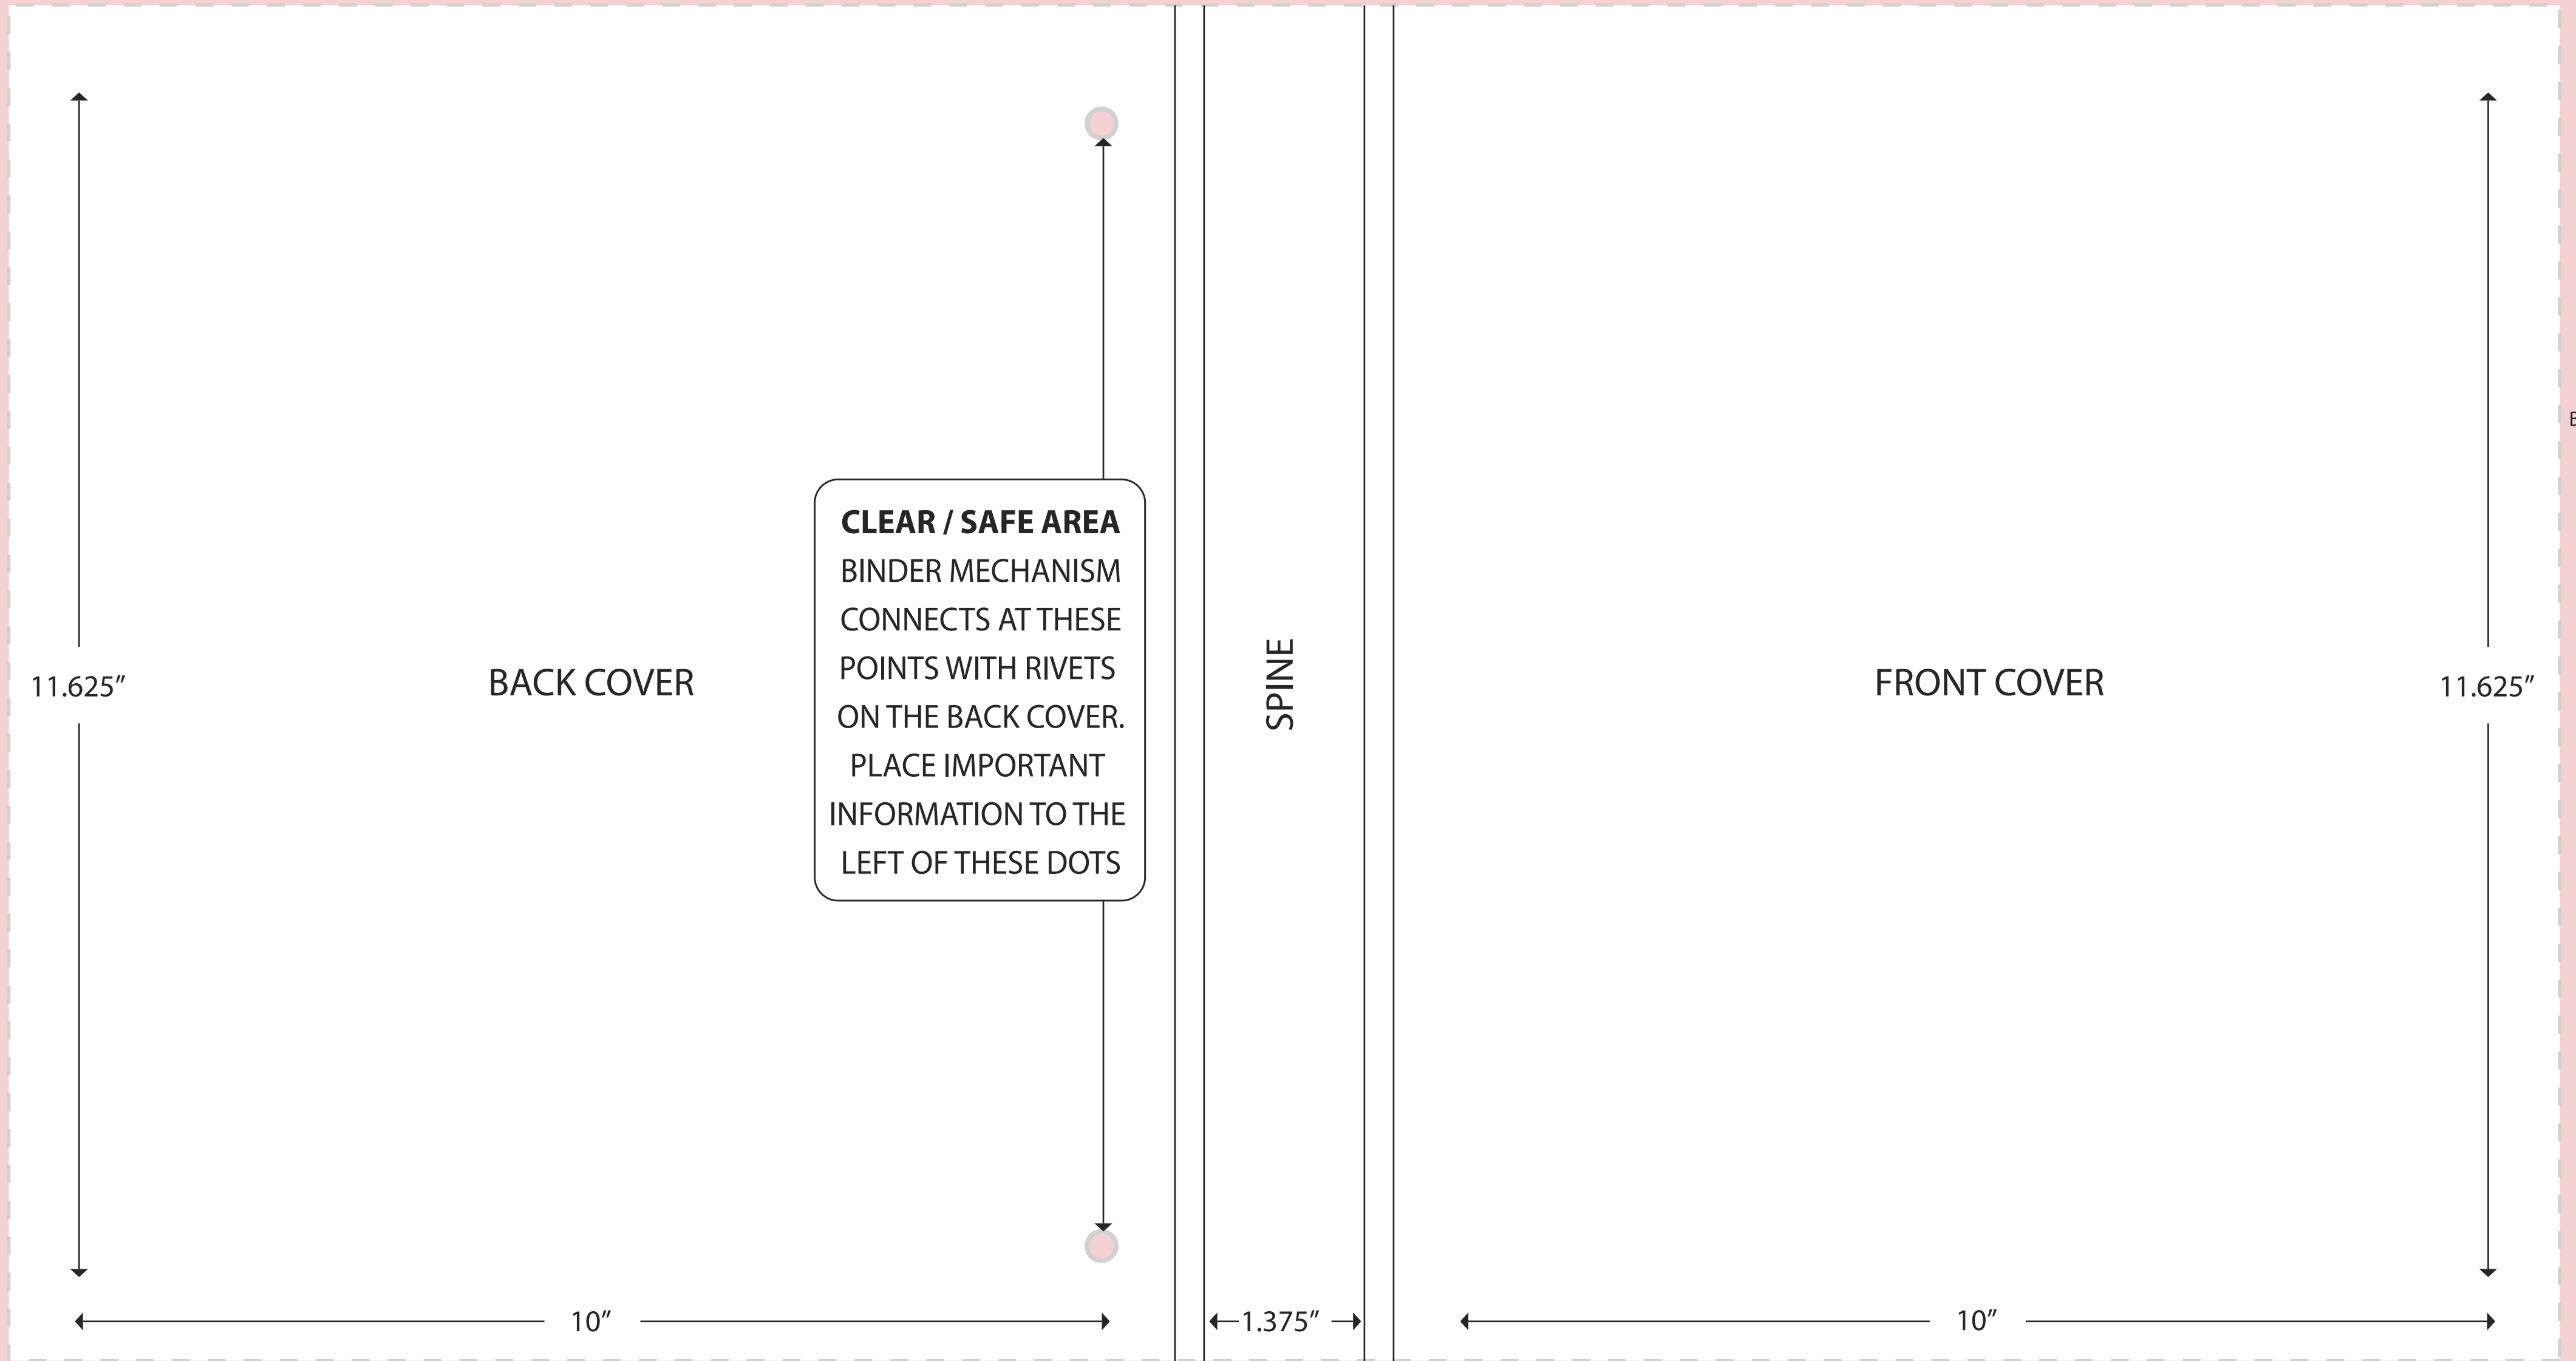 11.625”
BACK COVER
CLEAR / SAFE AREA
BINDER MECHANISM
CONNECTS AT THESE
POINTS WITH RIVETS
ON THE BACK COVER.
PLACE IMPORTANT
INFORMATION TO THE
LEFT OF THESE DOTS
SPINE
FRONT COVER
11.625”
10”
1.375”
10”